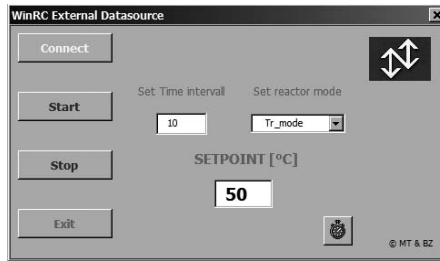 WinRC External Datasource
Connect
Set Time intervall Set reactor mode
Start
10 Tr_mode
SETPOINT [ºC]
Stop
50
Exit
© MT & BZ